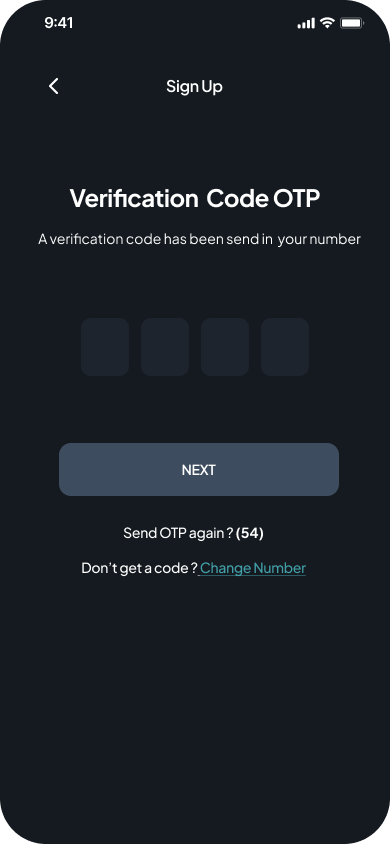 9:41
Sign Up
Verification Code OTP
A verification code has been send in your number
NEXT
Send OTP again ? (54)
Don't get a code ? Change Number